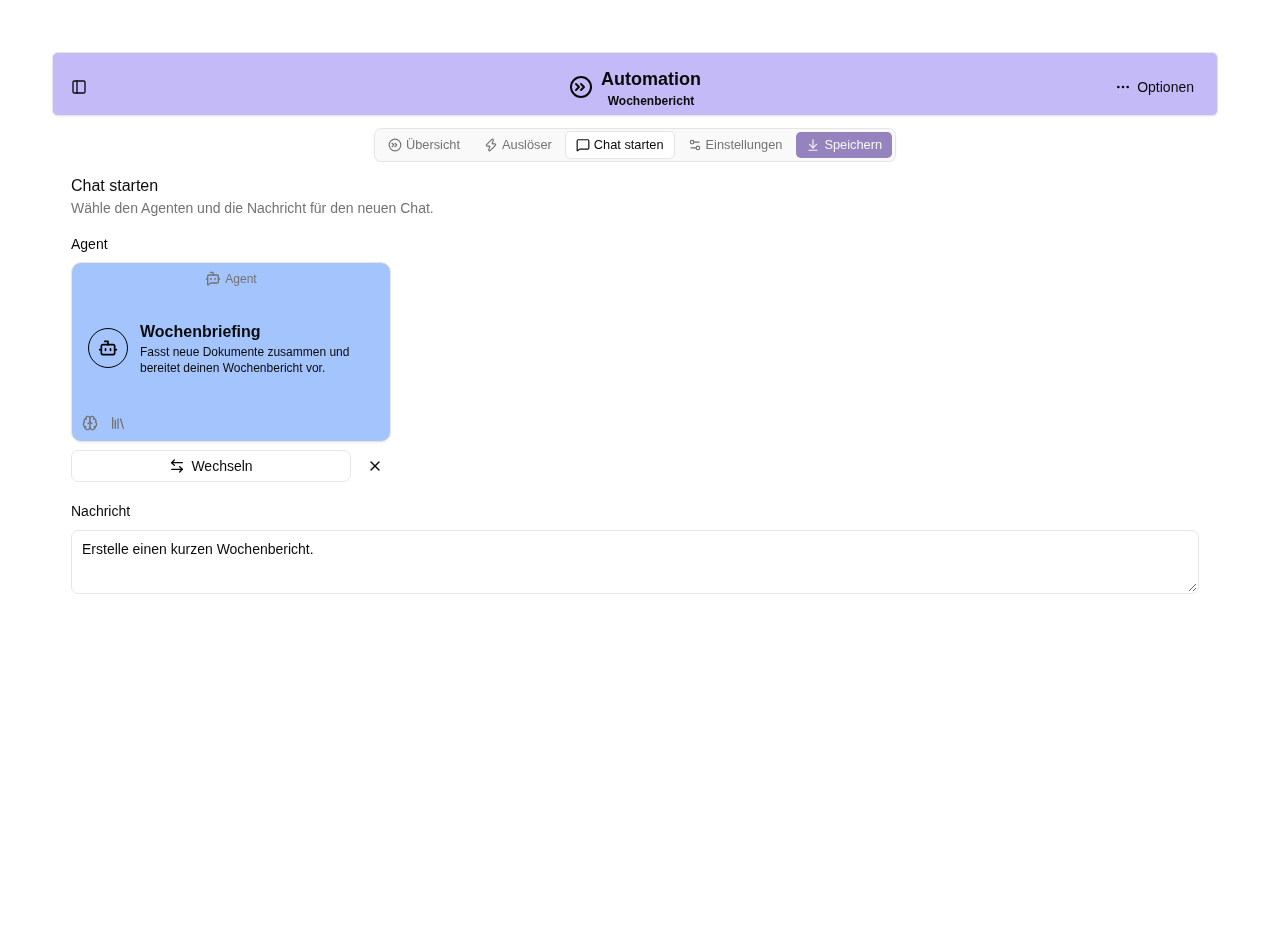 Automation
Wochenbericht
Optionen
Übersicht
Auslöser
Chat starten
Einstellungen
Speichern
Chat starten
Wähle den Agenten und die Nachricht für den neuen Chat.
Agent
Agent
Wochenbriefing
Fasst neue Dokumente zusammen und
bereitet deinen Wochenbericht vor.
Wechseln
Nachricht
Erstelle einen kurzen Wochenbericht.